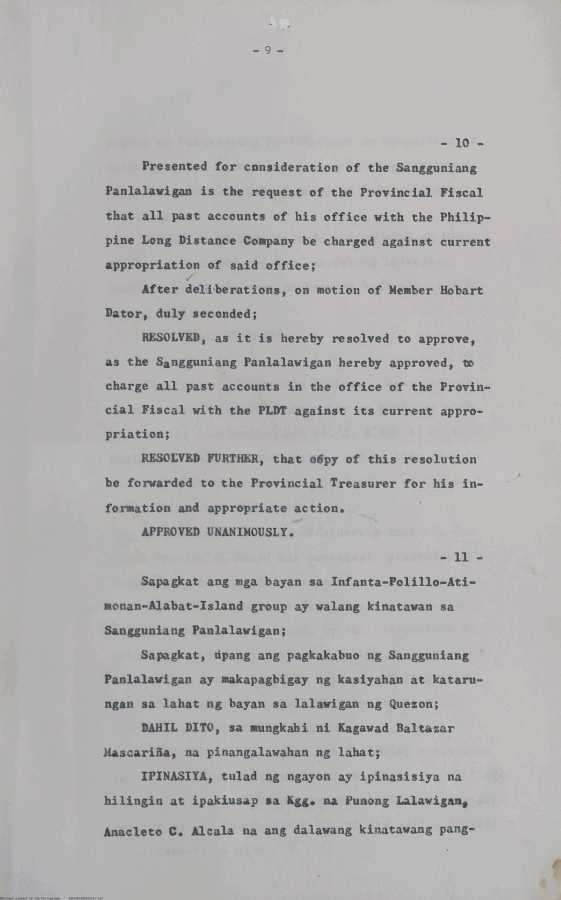 - 9 -
- 10 -
Presented for cnnsideration of the Sangguniang
Panlalawigan is the request of the Provincial Fiscal
that all past accounts of his office with the Philip-
pine Long Distance Company be charged against current
appropriation of said office;
After deliberations, on motion of Member Hobart
Dator, duly seconded;
RESOLVED, as it is hereby resolved to approve,
as the Sangguniang Panlalawigan hereby approved, to
charge all past accounts in the office of the Provin-
cial Fiscal with the PLDT against its current appro-
priation;
RESOLVED FURTHER, that copy of this resolution
be forwarded to the Provincial Treasurer for his in-
formation and appropriate action.
APPROVED UNANIMOUSLY.
- 11 -
Sapagkat ang mga bayan sa Infanta-Polillo-Ati-
monan-Alabat-Island group ay walang kinatawan sa
Sangguniang Panlalawigan;
Sapagkat, upang ang pagkakabuo ng Sangguniang
Panlalawigan ay makapagbigay ng kasiyahan at kataru-
ngan sa lahat ng bayan sa lalawigan ng Quezon;
DAHIL DITO, sa mungkahi ni Kagawad Baltazar
Mascariña, na pinangalawahan ng lahat;
IPINASIYA, tulad ng ngayon ay ipinasisiya na
hilingin at ipakiusap sa Kgg. na Punong Lalawigan,
Anacleto C. Alcala na ang dalawang kinatawang pang-